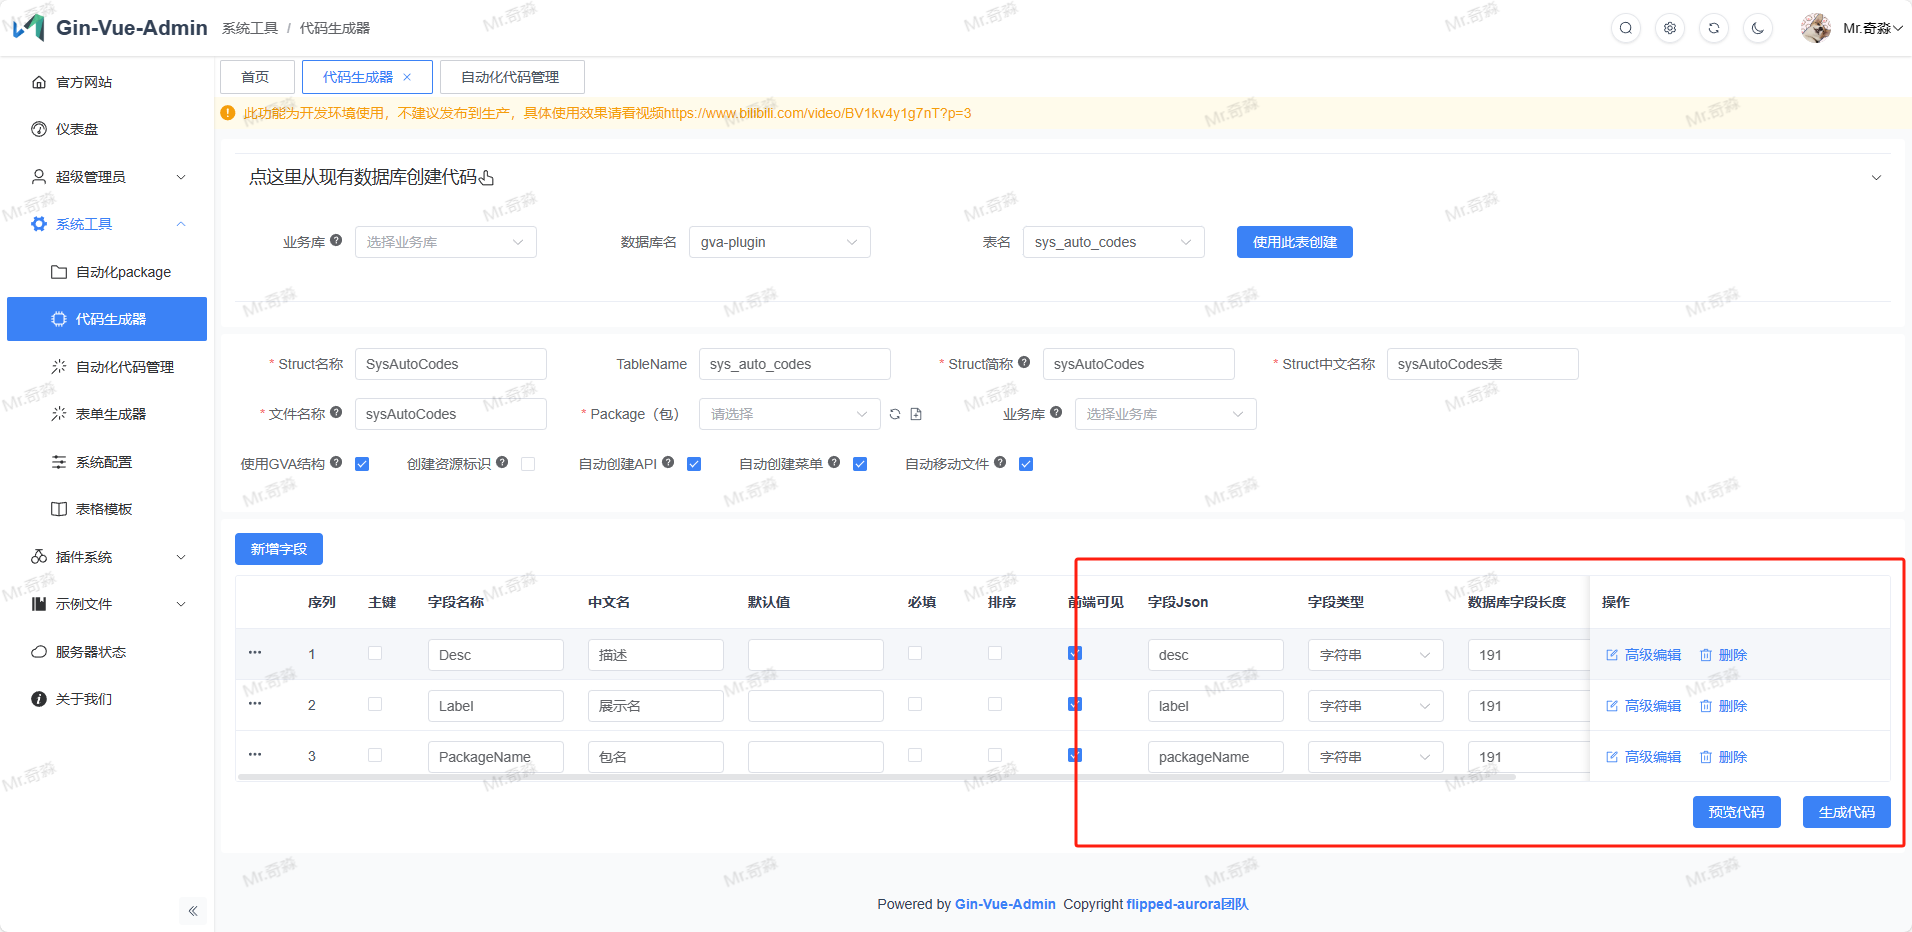 Gin-Vue-Admin
系统工具 / 代码生成器
Mr.奇淼
官方网站
仪表盘
超级管理员
系统工具
自动化package
代码生成器
自动化代码管理
表单生成器
系统配置
表格模板
插件系统
示例文件
服务器状态
关于我们
首页 代码生成器 × 自动化代码管理
此功能为开发环境使用，不建议发布到生产，具体使用效果请看视频https://www.bilibili.com/video/BV1kv4y1g7nT?p=3
点这里从现有数据库创建代码
业务库 选择业务库 数据库名 gva-plugin 表名 sys_auto_codes 使用此表创建
* Struct名称 SysAutoCodes TableName sys_auto_codes * Struct简称 sysAutoCodes * Struct中文名称 sysAutoCodes表
* 文件名称 sysAutoCodes * Package（包） 请选择 业务库 选择业务库
使用GVA结构 创建资源标识 自动创建API 自动创建菜单 自动移动文件
新增字段
序列 主键 字段名称 中文名 默认值 必填 排序 前端可见 字段Json 字段类型 数据库字段长度 操作
1 Desc 描述 desc 字符串 191 高级编辑 删除
2 Label 展示名 label 字符串 191 高级编辑 删除
3 PackageName 包名 packageName 字符串 191 高级编辑 删除
预览代码 生成代码
Powered by Gin-Vue-Admin Copyright flipped-aurora团队